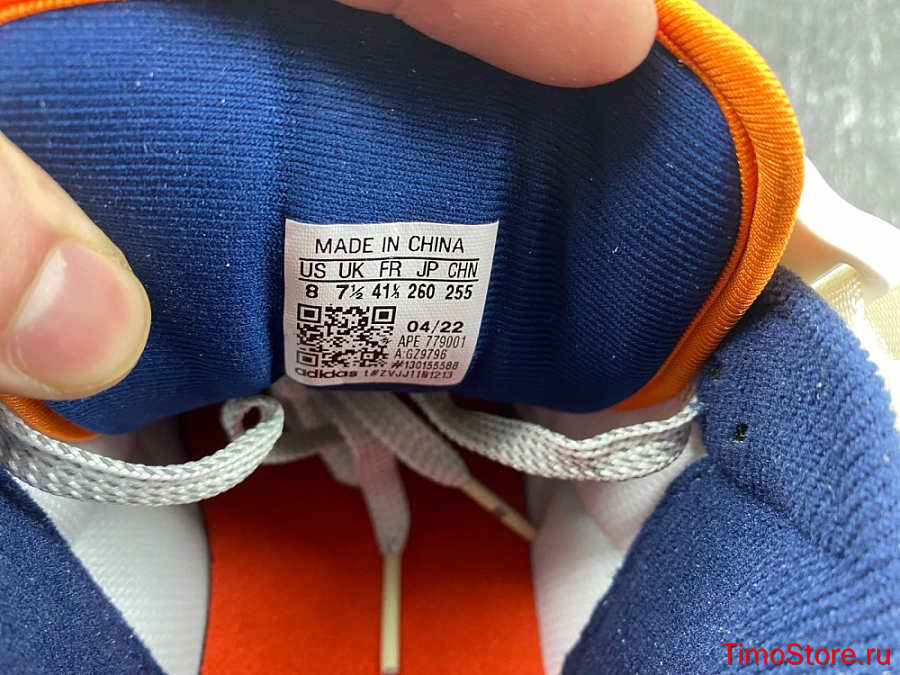 MADE IN CHINA
US UK FR JP CHN
8 7½ 41⅓ 260 255
04/22
APE 779001
A:GZ9796
#130155588
adidas
TimoStore.ru